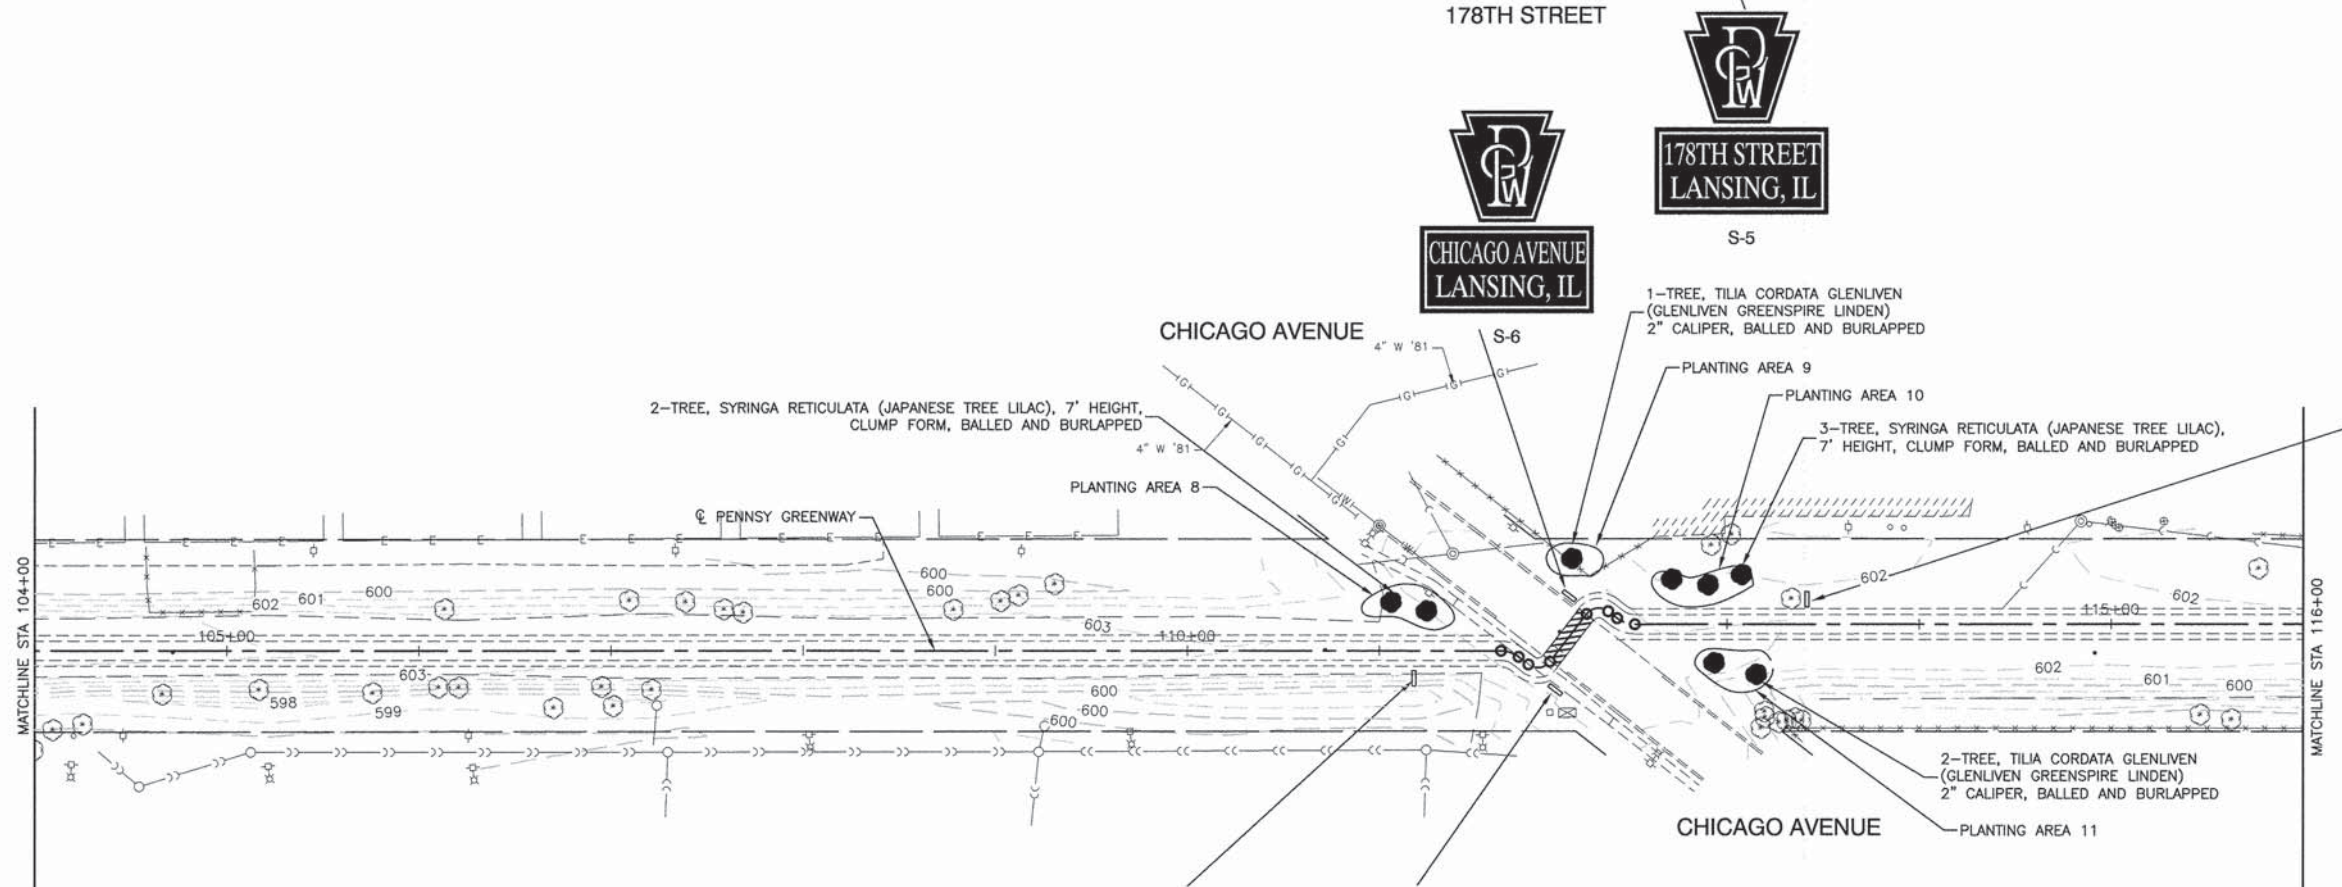 178TH STREET
PGW
178TH STREET
LANSING, IL
S-5
PGW
CHICAGO AVENUE
LANSING, IL
S-6
1-TREE, TILIA CORDATA GLENLIVEN
(GLENLIVEN GREENSPIRE LINDEN)
2" CALIPER, BALLED AND BURLAPPED
CHICAGO AVENUE
4" W '81
PLANTING AREA 9
PLANTING AREA 10
2-TREE, SYRINGA RETICULATA (JAPANESE TREE LILAC), 7' HEIGHT,
CLUMP FORM, BALLED AND BURLAPPED
3-TREE, SYRINGA RETICULATA (JAPANESE TREE LILAC),
7' HEIGHT, CLUMP FORM, BALLED AND BURLAPPED
4" W '81
PLANTING AREA 8
℄ PENNSY GREENWAY
MATCHLINE STA 104+00
602
601
600
600
600
603
602
602
105+00
110+00
115+00
MATCHLINE STA 116+00
603
598
599
600
600
600
602
601
600
2-TREE, TILIA CORDATA GLENLIVEN
(GLENLIVEN GREENSPIRE LINDEN)
2" CALIPER, BALLED AND BURLAPPED
CHICAGO AVENUE
PLANTING AREA 11